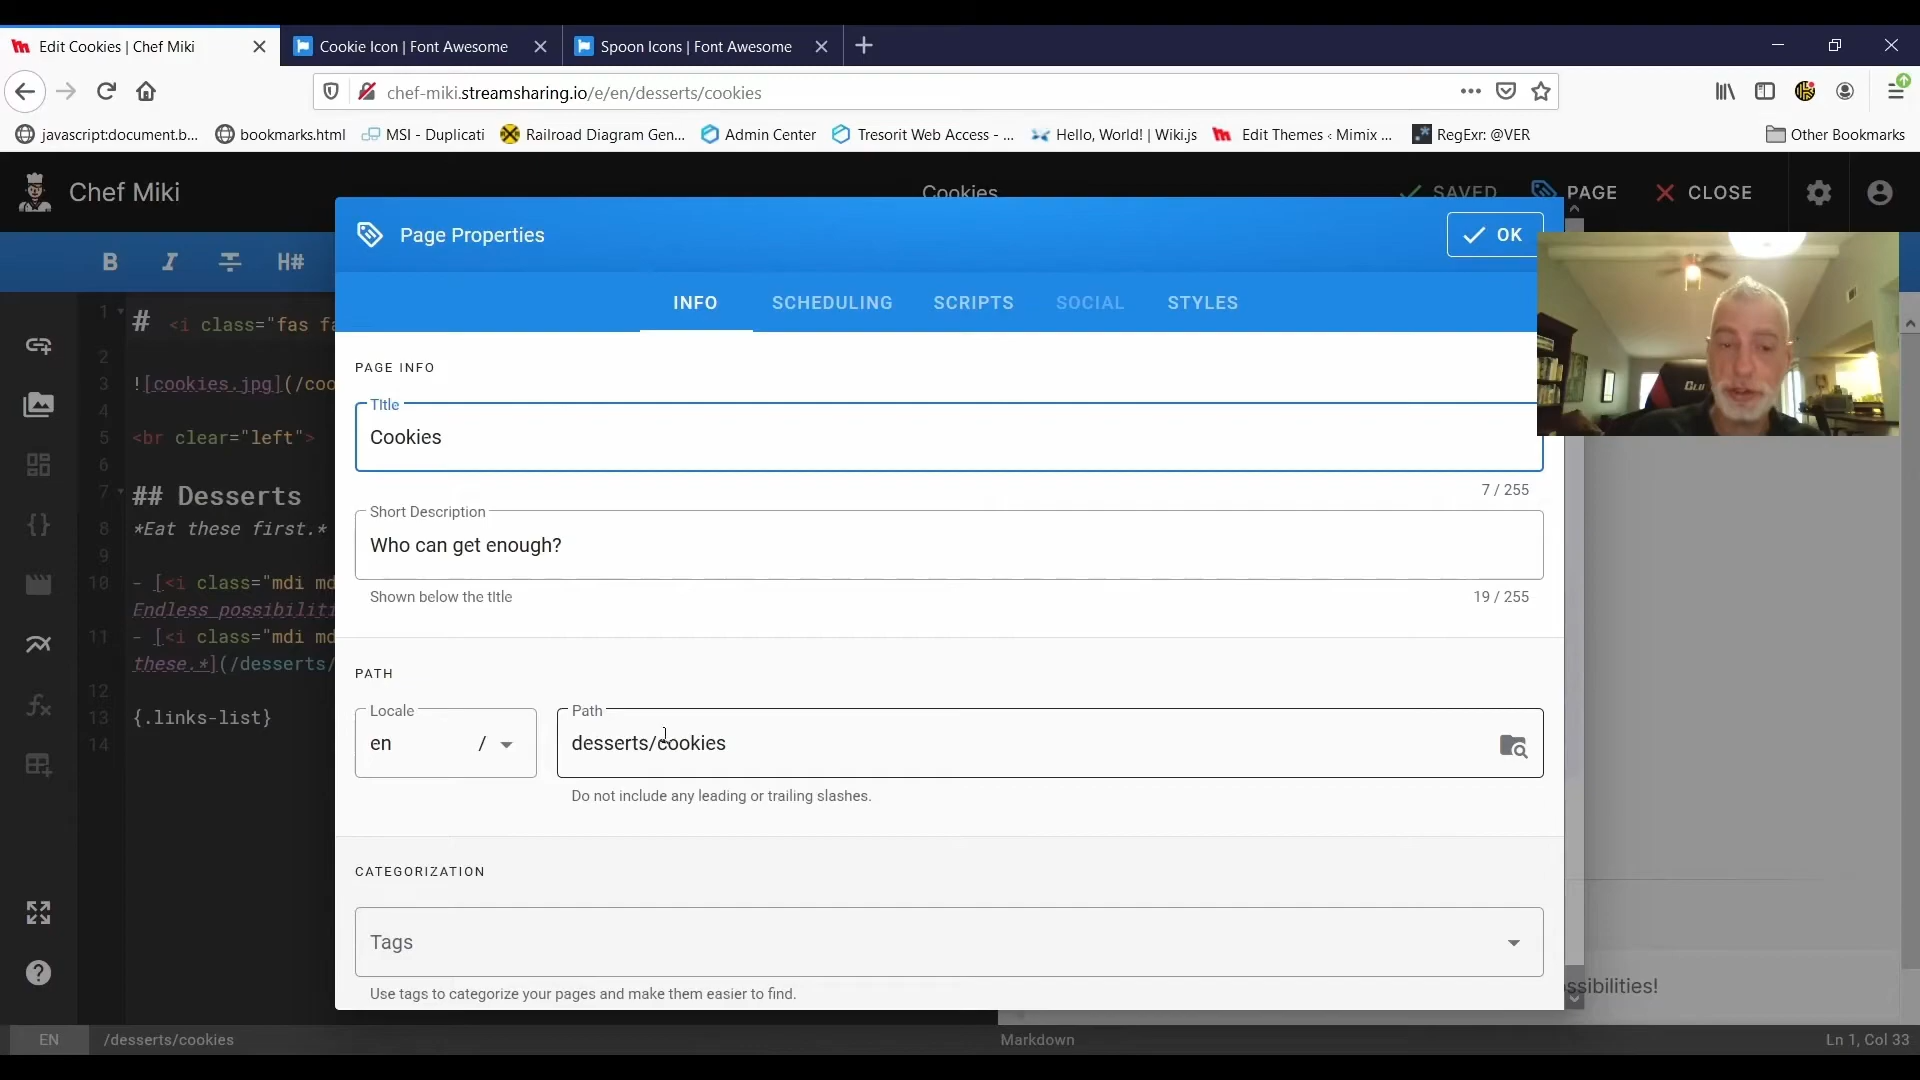 Edit Cookies | Chef Miki
Cookie Icon | Font Awesome
Spoon Icons | Font Awesome
chef-miki.streamsharing.io/e/en/desserts/cookies
javascript:document.b...
bookmarks.html
MSI - Duplicati
Railroad Diagram Gen...
Admin Center
Tresorit Web Access - ...
Hello, World! | Wiki.js
Edit Themes ‹ Mimix ...
RegExr: @VER
Other Bookmarks
Chef Miki
Cookies
SAVED
PAGE
CLOSE
Page Properties
OK
B
I
H#
INFO
SCHEDULING
SCRIPTS
SOCIAL
STYLES
1 # <i class="fas fa
2
3 ![cookies.jpg](/coo
4
5 <br clear="left">
6
7 ## Desserts
8 *Eat these first.*
9
10 - [<i class="mdi md
Endless possibiliti
11 - [<i class="mdi md
these.*](/desserts/
12
13 {.links-list}
14
PAGE INFO
Title
Cookies
7 / 255
Short Description
Who can get enough?
Shown below the title
19 / 255
PATH
Locale
en /
Path
desserts/cookies
Do not include any leading or trailing slashes.
CATEGORIZATION
Tags
Use tags to categorize your pages and make them easier to find.
ssibilities!
EN
/desserts/cookies
Markdown
Ln 1, Col 33